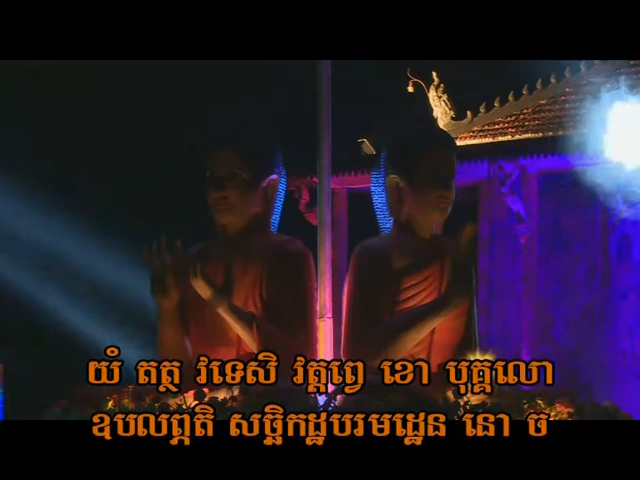 យំ តត្ថ វទេសិ វត្តព្វេ ខោ បុគ្គលោ
ឧបលព្ភតិ សច្ឆិកដ្ឋបរមដ្ឋេន នោ ច